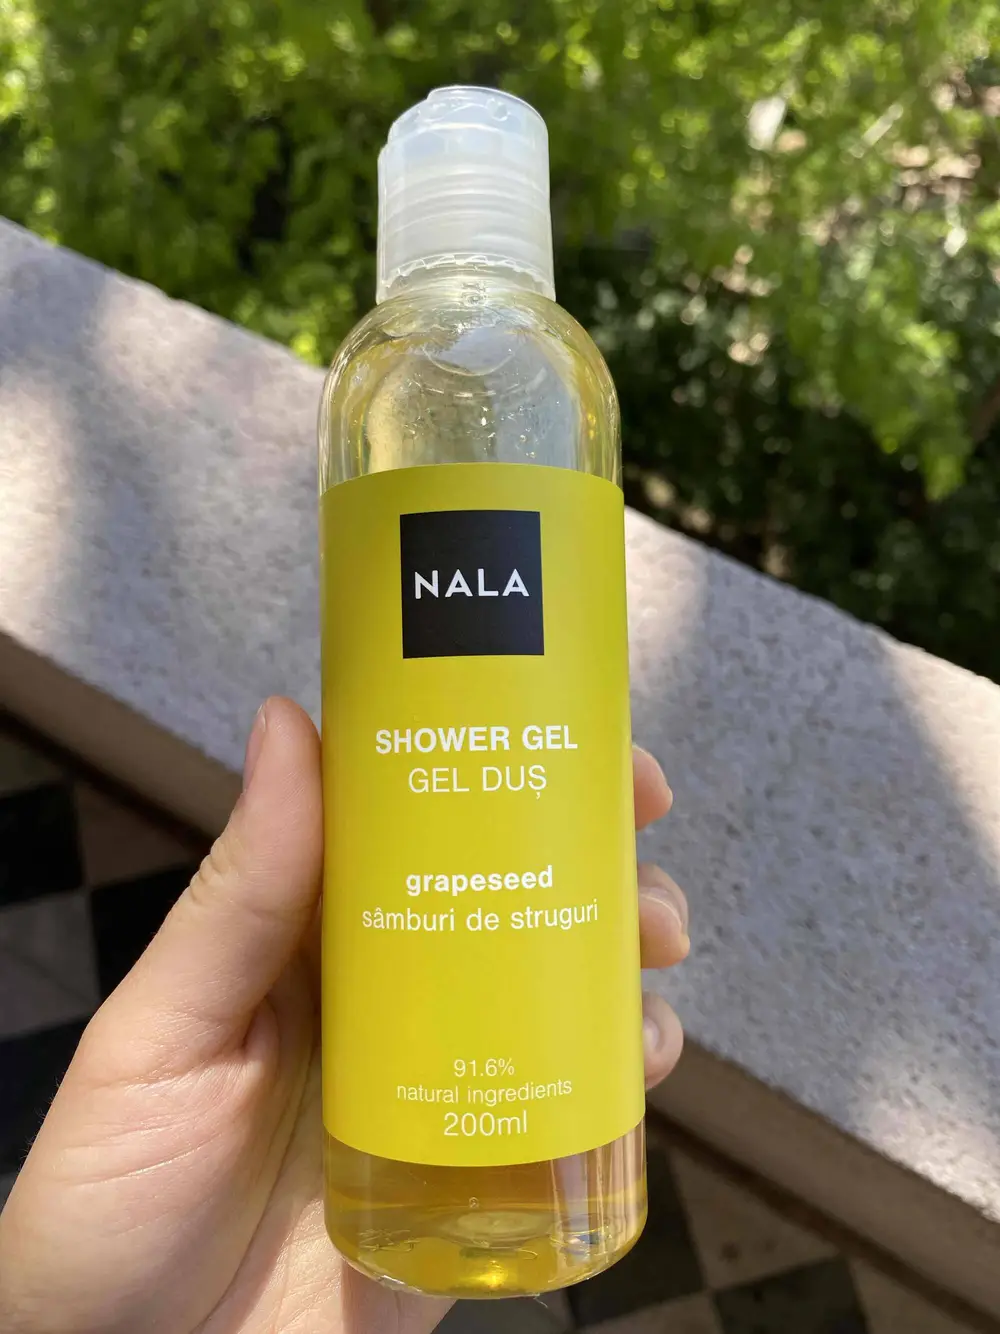 NALA
SHOWER GEL
GEL DUȘ
grapeseed
sâmburi de struguri
91.6%
natural ingredients
200ml